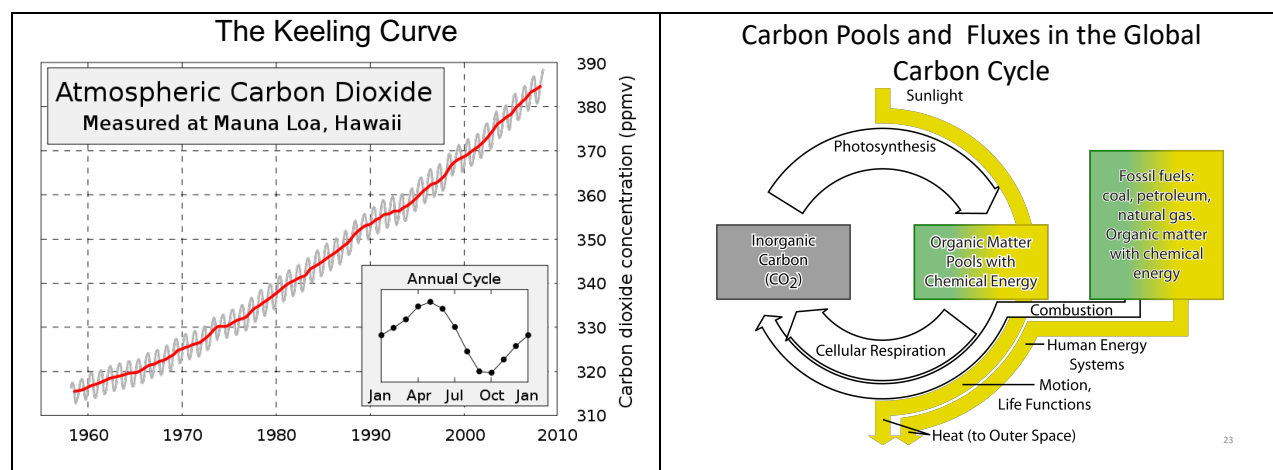 The Keeling Curve
Atmospheric Carbon Dioxide
Measured at Mauna Loa, Hawaii
390
380
370
360
350
340
330
320
310
Carbon dioxide concentration (ppmv)
Annual Cycle
Jan Apr Jul Oct Jan
1960 1970 1980 1990 2000 2010
Carbon Pools and Fluxes in the Global
Carbon Cycle
Sunlight
Photosynthesis
Inorganic
Carbon
(CO2)
Organic Matter
Pools with
Chemical Energy
Fossil fuels:
coal, petroleum,
natural gas.
Organic matter
with chemical
energy
Combustion
Cellular Respiration
Human Energy
Systems
Motion,
Life Functions
Heat (to Outer Space)
23